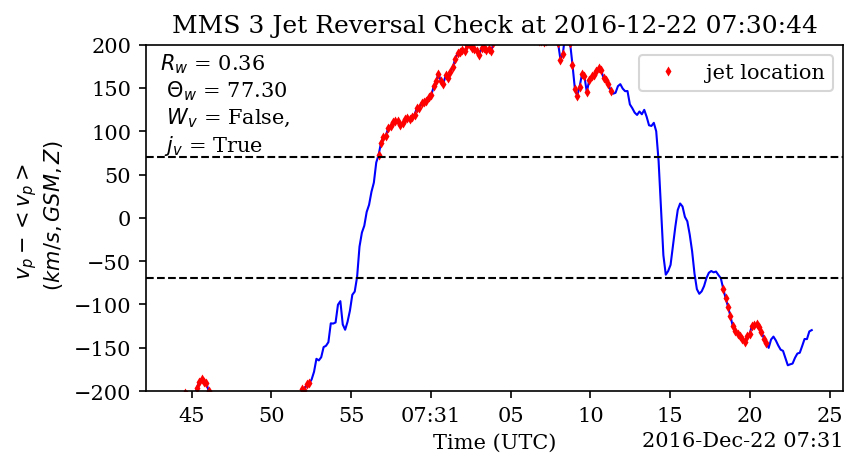 MMS 3 Jet Reversal Check at 2016-12-22 07:30:44
R_w = 0.36
Θ_w = 77.30
W_v = False,
j_v = True
jet location
v_p − < v_p >
(km/s, GSM, Z)
200
150
100
50
0
−50
−100
−150
−200
45 50 55 07:31 05 10 15 20 25
Time (UTC)
2016-Dec-22 07:31